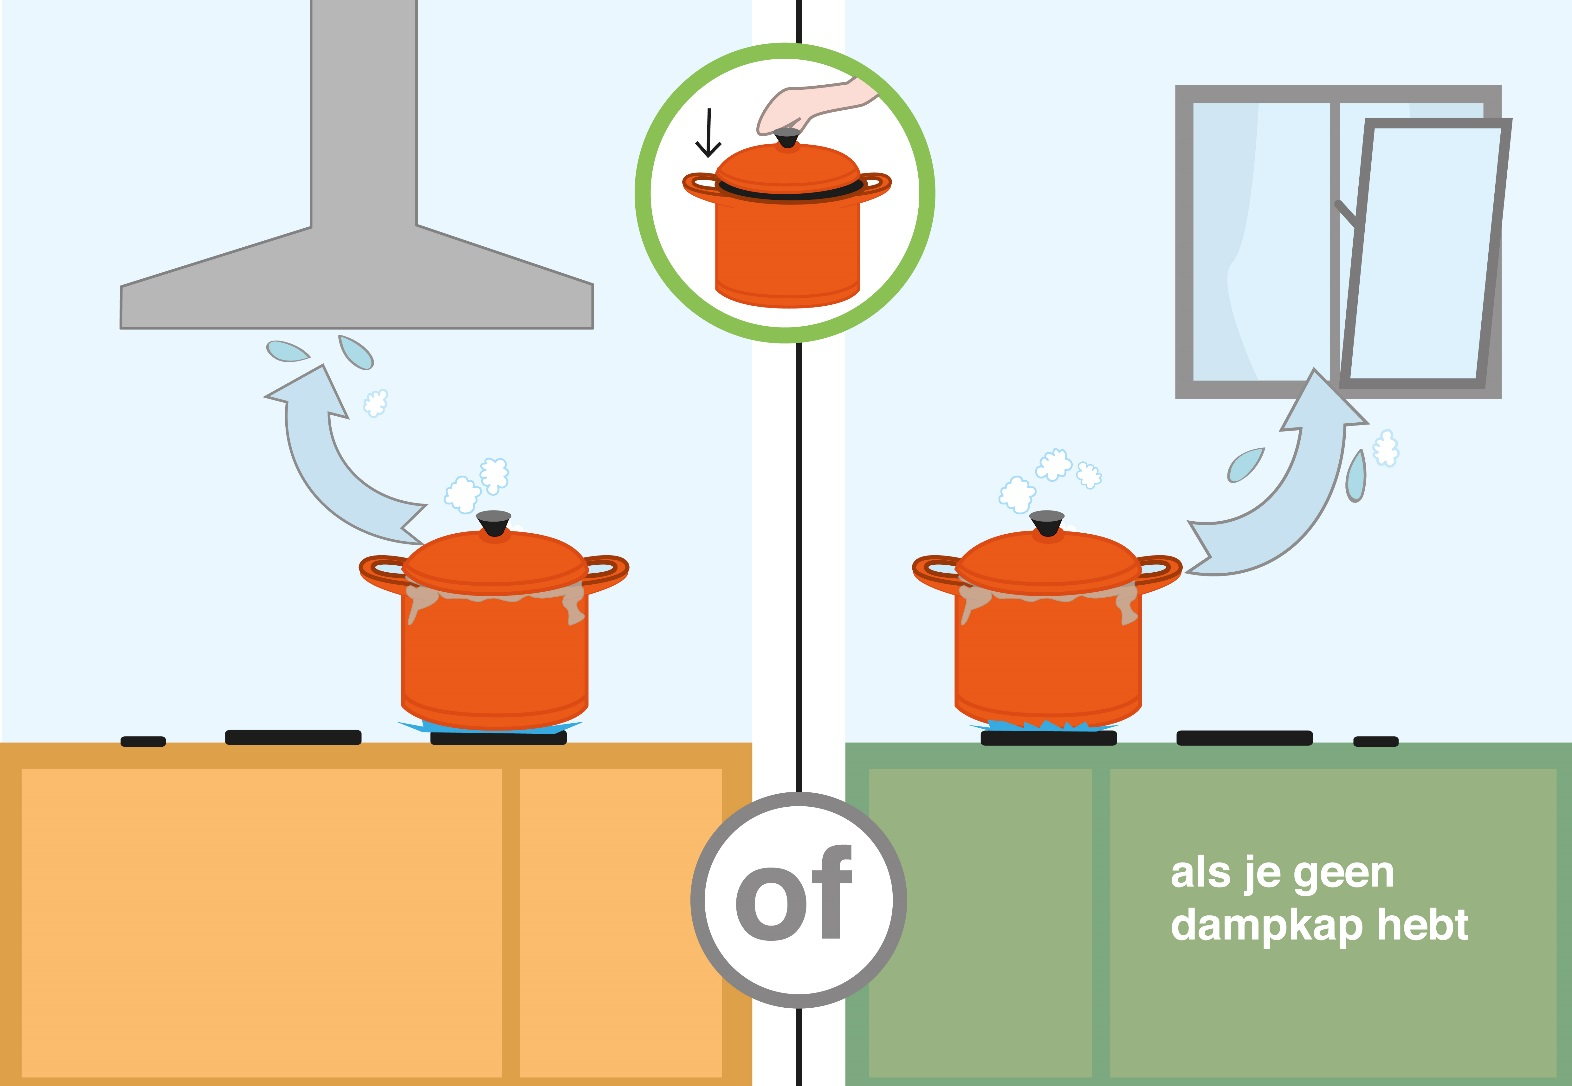 of
als je geen
dampkap hebt